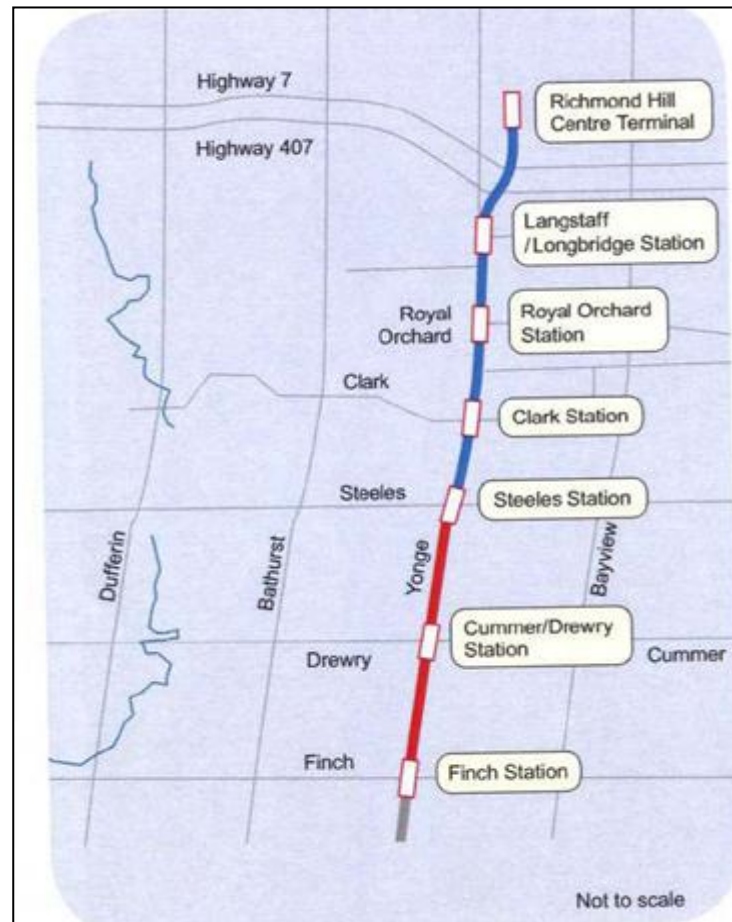 Highway 7
Richmond Hill
Centre Terminal
Highway 407
Langstaff
/Longbridge Station
Royal
Orchard
Royal Orchard
Station
Clark
Clark Station
Steeles
Steeles Station
Dufferin
Bathurst
Yonge
Bayview
Cummer/Drewry
Station
Drewry
Cummer
Finch
Finch Station
Not to scale